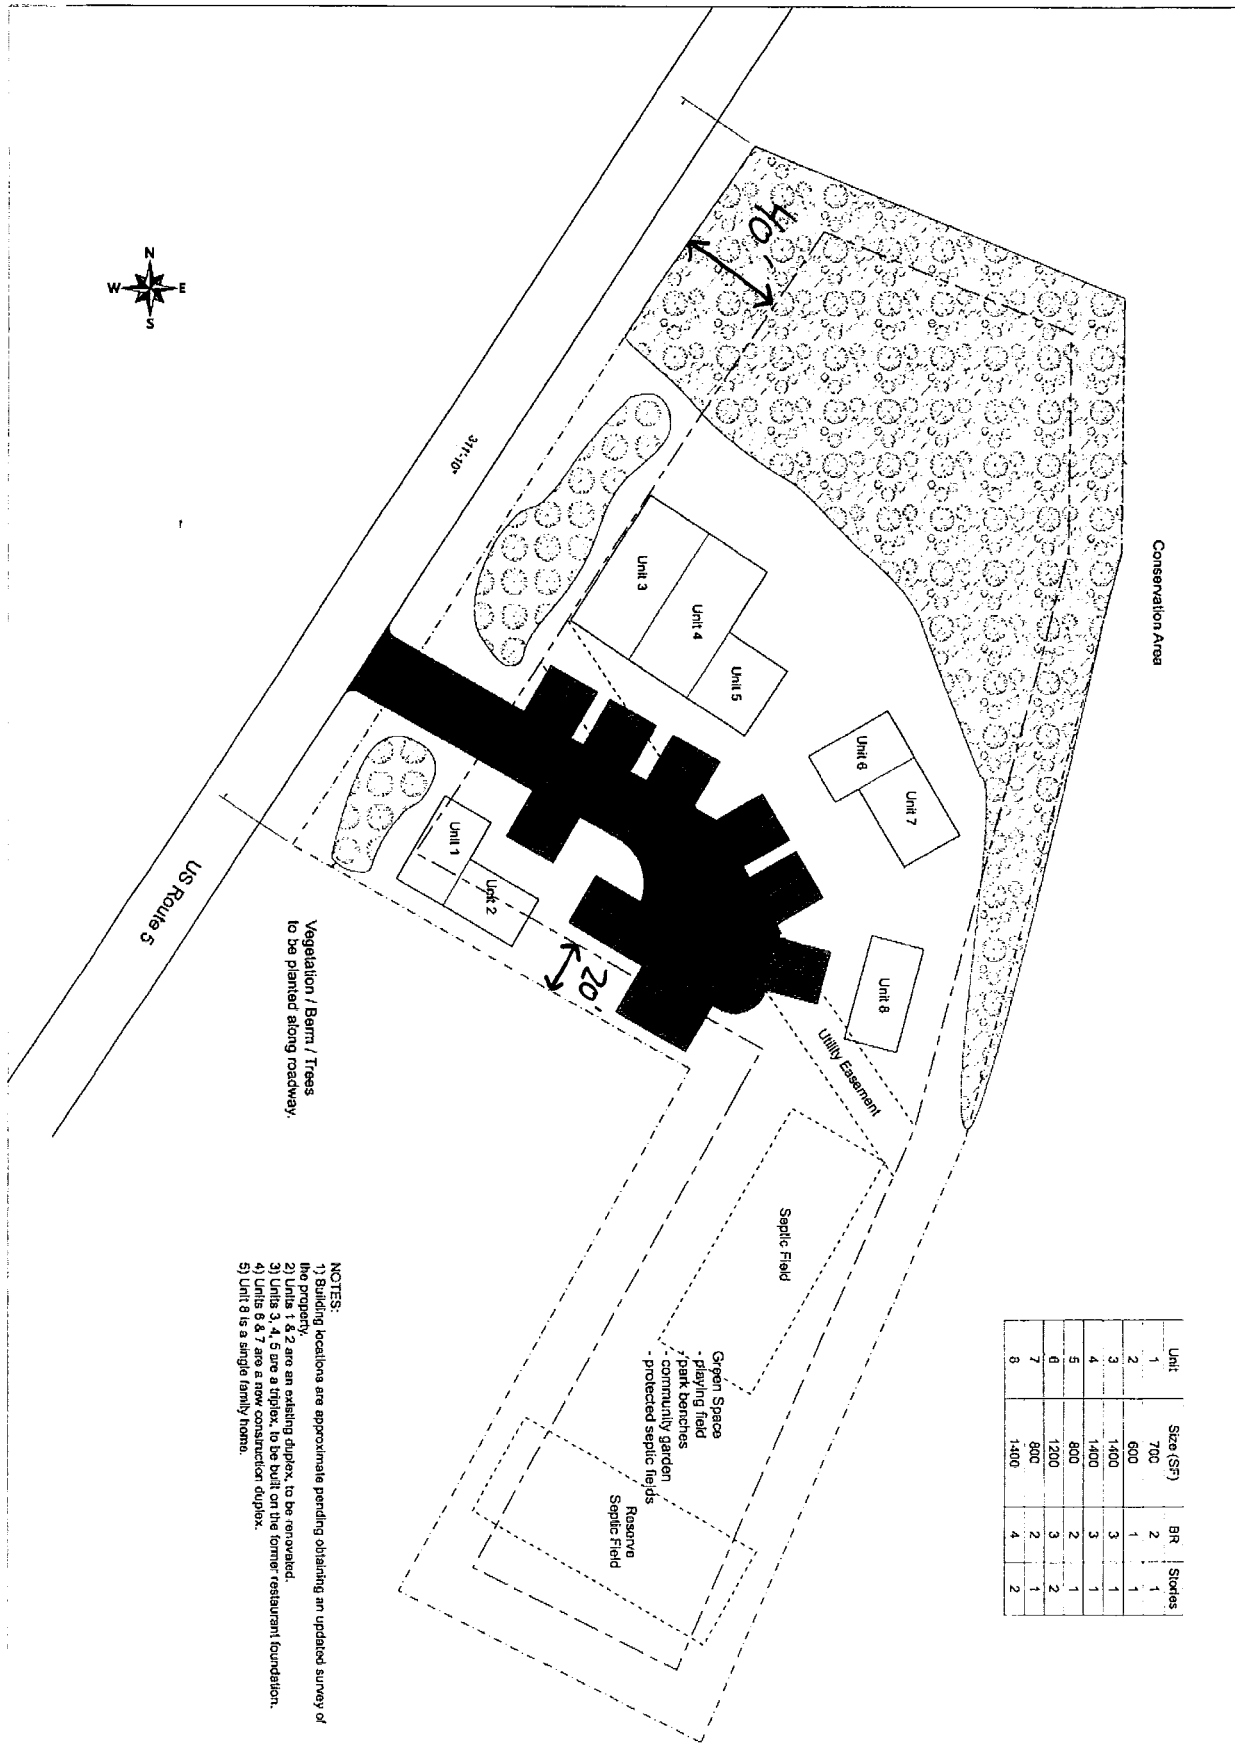 Conservation Area
Unit Size (SF) BR Stories
1 700 2 1
2 600 1 1
3 1400 3 1
4 1400 3 1
5 800 2 1
6 1200 3 2
7 800 2 1
8 1400 4 2
40'
N
W E
S
311'-10"
Unit 3
Unit 4
Unit 5
Unit 6
Unit 7
Unit 8
Unit 1
Unit 2
20'
Utility Easement
US Route 5
Vegetation / Berm / Trees
to be planted along roadway.
Septic Field
Green Space
- playing field
- park benches
- community garden
- protected septic fields
Reserve
Septic Field
NOTES:
1) Building locations are approximate pending obtaining an updated survey of
the property.
2) Units 1 & 2 are an existing duplex, to be renovated.
3) Units 3, 4, 5 are a triplex, to be built on the former restaurant foundation.
4) Units 6 & 7 are a new construction duplex.
5) Unit 8 is a single family home.